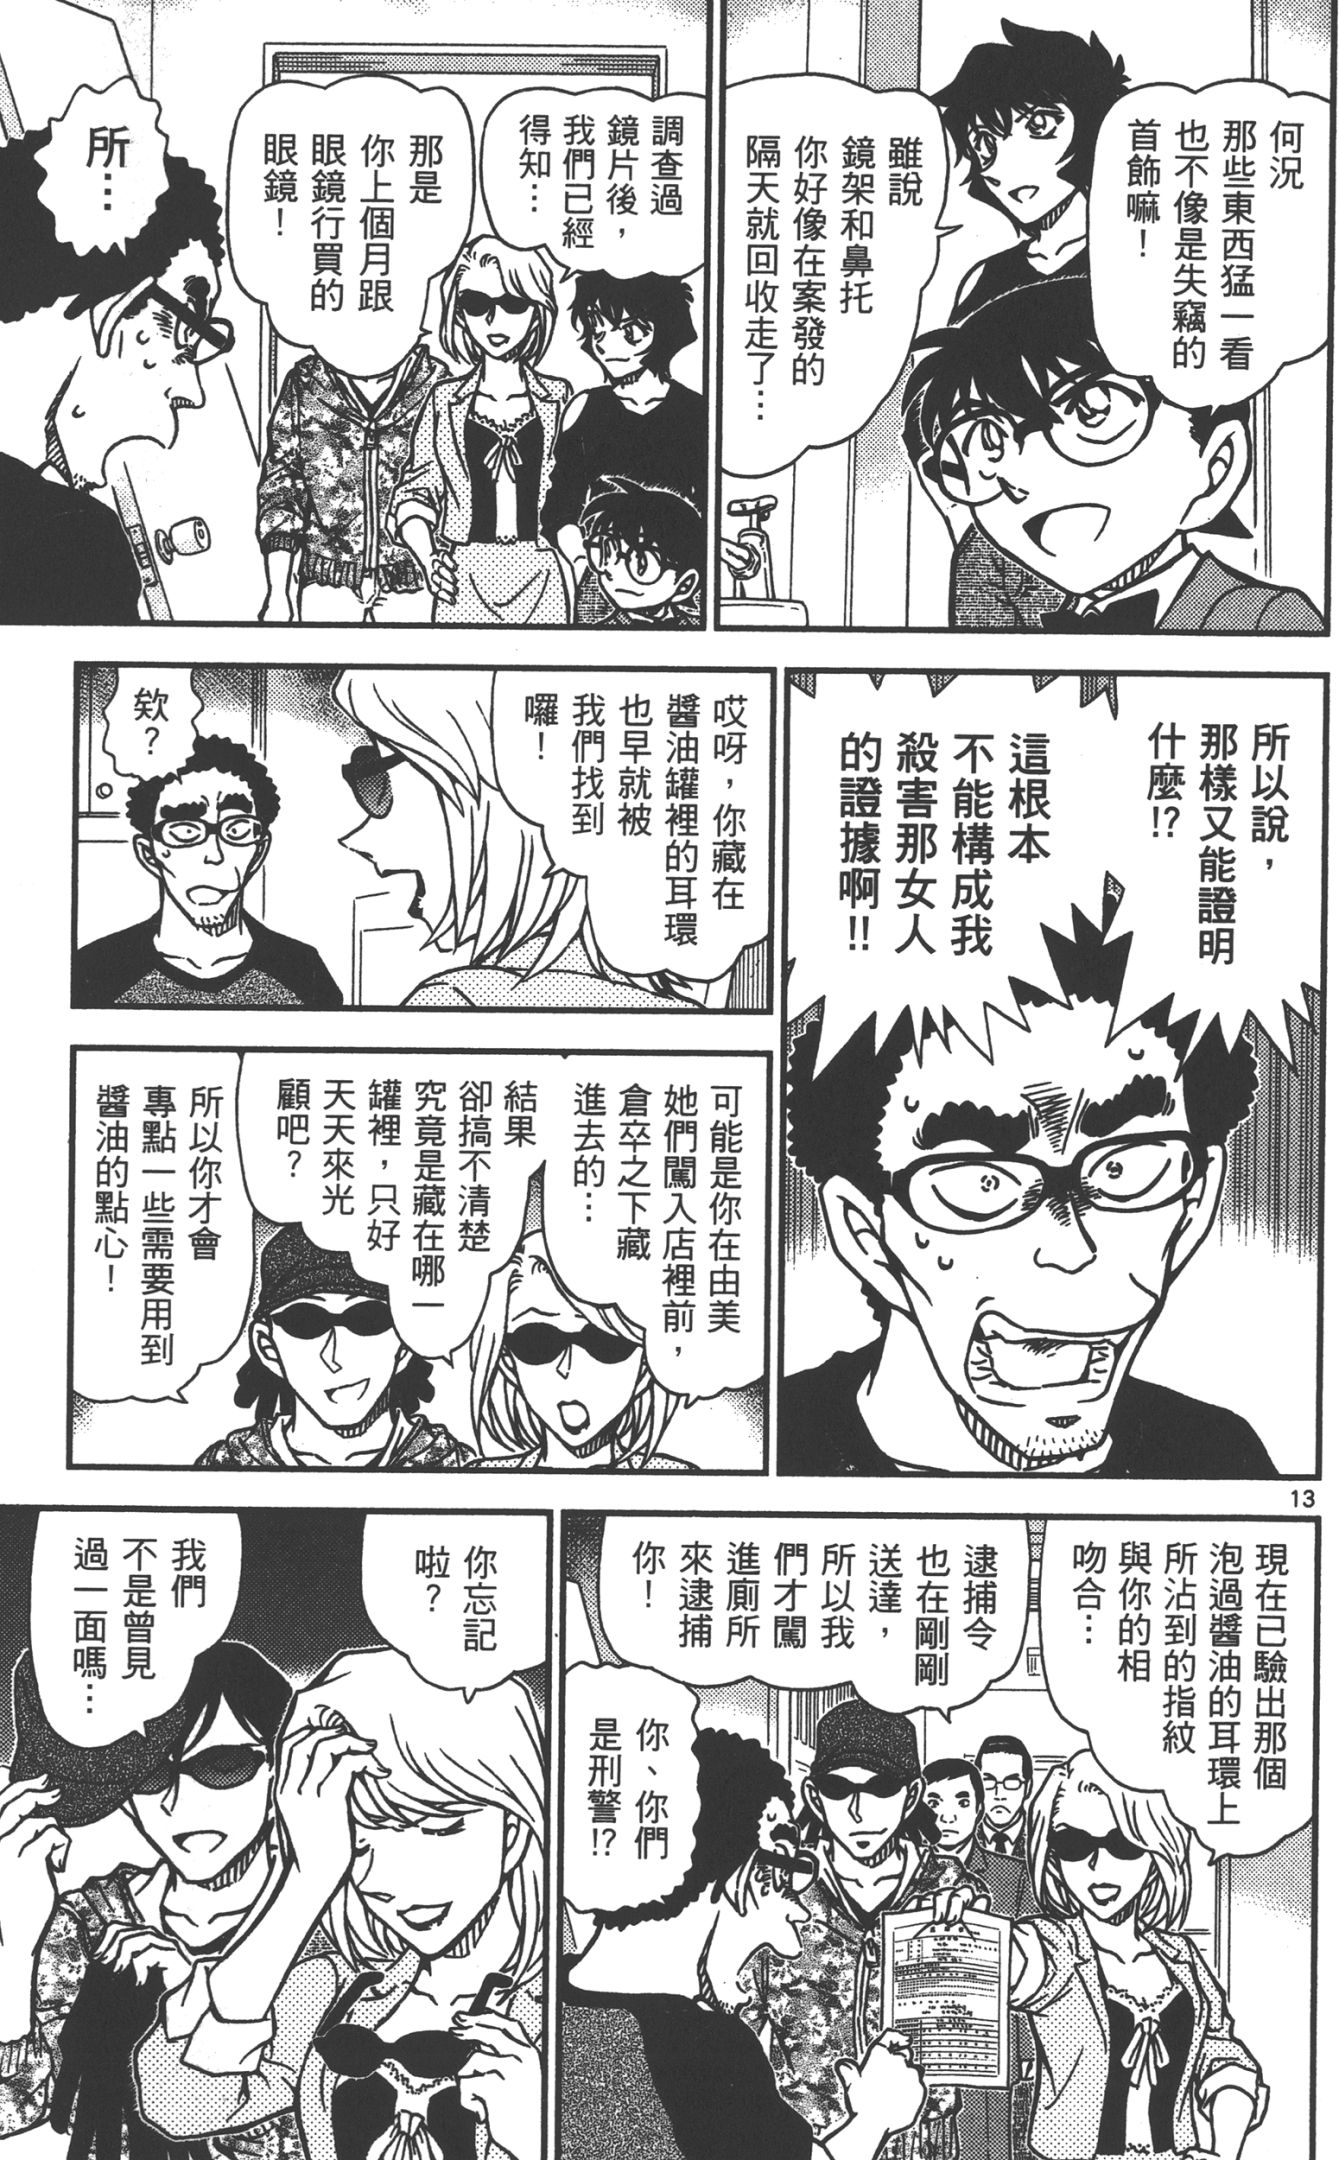 何況
那些東西猛一看
也不像是失竊的
首飾嘛！
雖說
鏡架和鼻托
你好像在案發的
隔天就回收走了…
調查過
鏡片後，
我們已經
得知…
那是
你上個月跟
眼鏡行買的
眼鏡！
所…
所以說，
那樣又能證明
什麼!?
這根本
不能構成我
殺害那女人
的證據啊!!
哎呀，你藏在
醬油罐裡的耳環
也早就被
我們找到
囉！
欸？
可能是你在由美
她們闖入店裡前，
倉卒之下藏
進去的…
結果
卻搞不清楚
究竟是藏在哪一
罐裡，只好
天天來光
顧吧？
所以你才會
專點一些需要用到
醬油的點心！
13
現在已驗出那個
泡過醬油的耳環上
所沾到的指紋
與你的相
吻合…
逮捕令
也在剛剛
送達，
所以我
們才闖
進廁所
來逮捕
你！
你、你們
是刑警!?
你忘記
啦？
我們
不是曾見
過一面嗎…